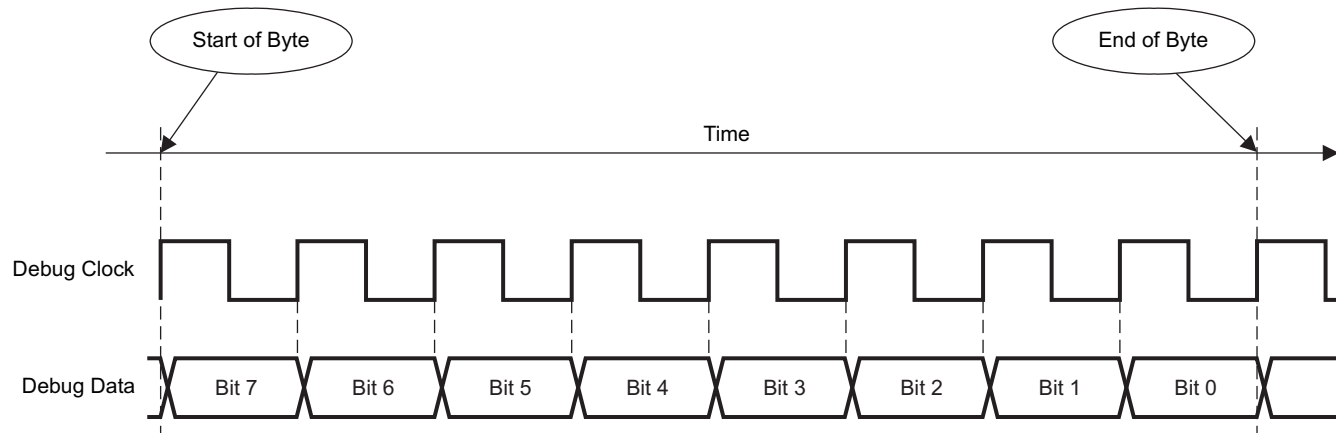 Start of Byte
End of Byte
Time
Debug Clock
Debug Data
Bit 7
Bit 6
Bit 5
Bit 4
Bit 3
Bit 2
Bit 1
Bit 0